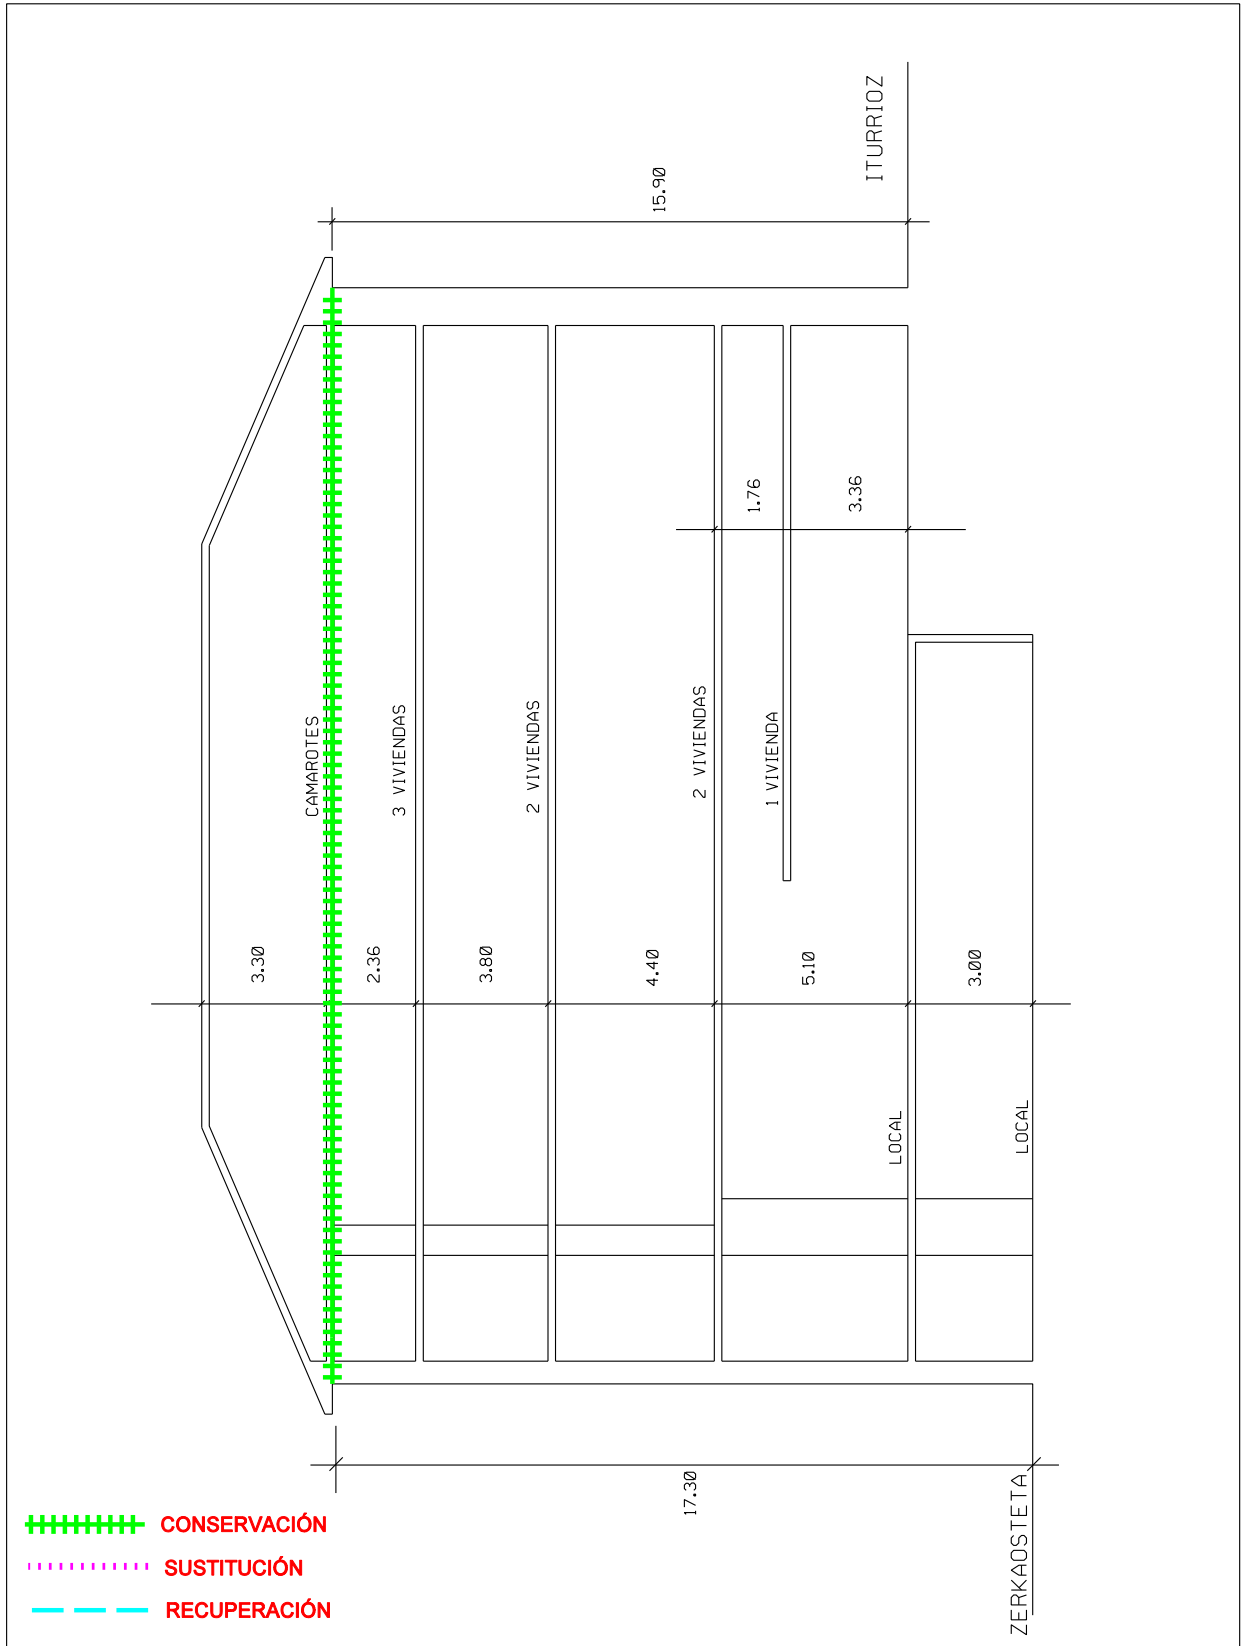 ITURRIOZ
15.90
1.76
3.36
CAMAROTES
3 VIVIENDAS
2 VIVIENDAS
2 VIVIENDAS
1 VIVIENDA
3.30
2.36
3.80
4.40
5.10
3.00
LOCAL
LOCAL
17.30
ZERKAOSTETA
CONSERVACIÓN
SUSTITUCIÓN
RECUPERACIÓN